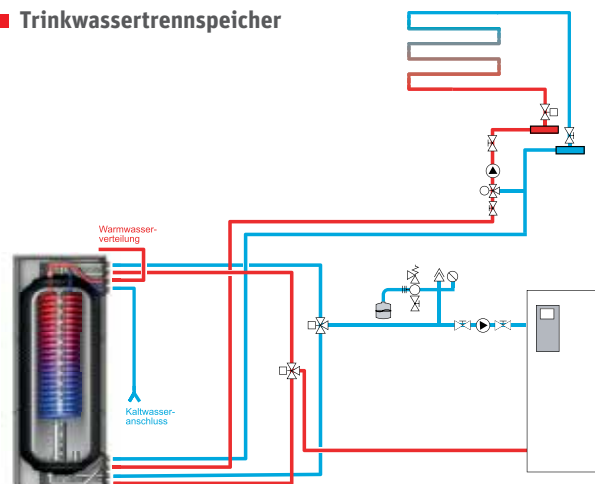 Trinkwassertrennspeicher
Warmwasser-
verteilung
Kaltwasser-
anschluss